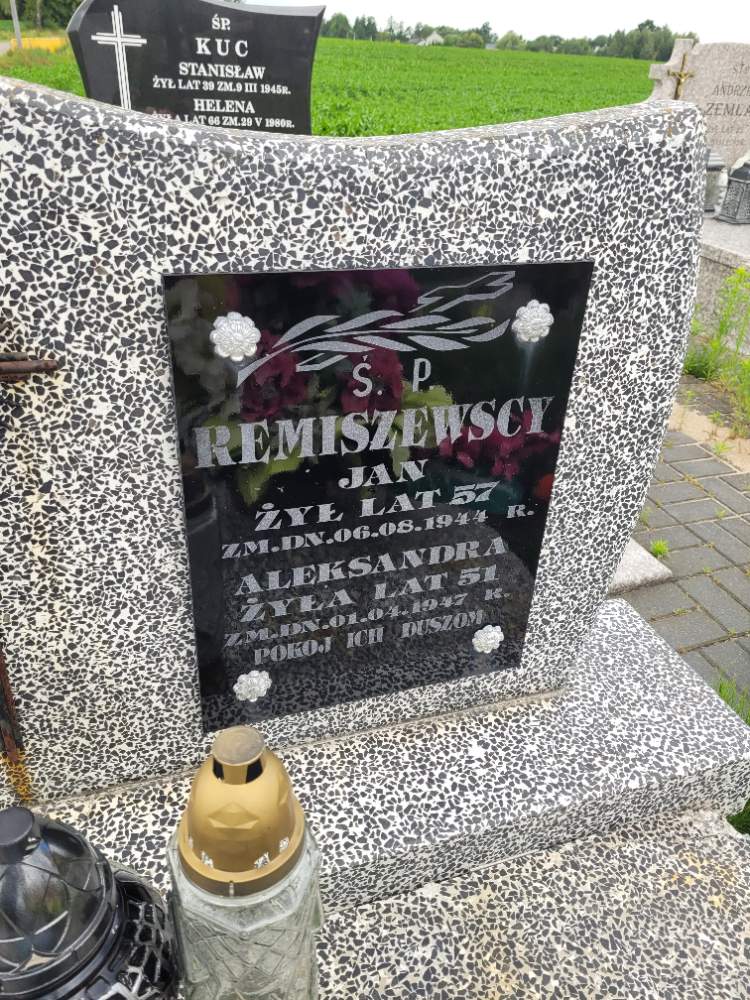 ŚP.
KUC
STANISŁAW
ŻYŁ LAT 39 ZM.9 III 1945R.
HELENA
LAT 66 ZM.29 V 1980R.
Ś. P
REMISZEWSCY
JAN
ŻYŁ LAT 57
ZM.DN.06.08.1944 R.
ALEKSANDRA
ŻYŁA LAT 51
ZM.DN.01.04.1947 R.
POKÓJ ICH DUSZOM